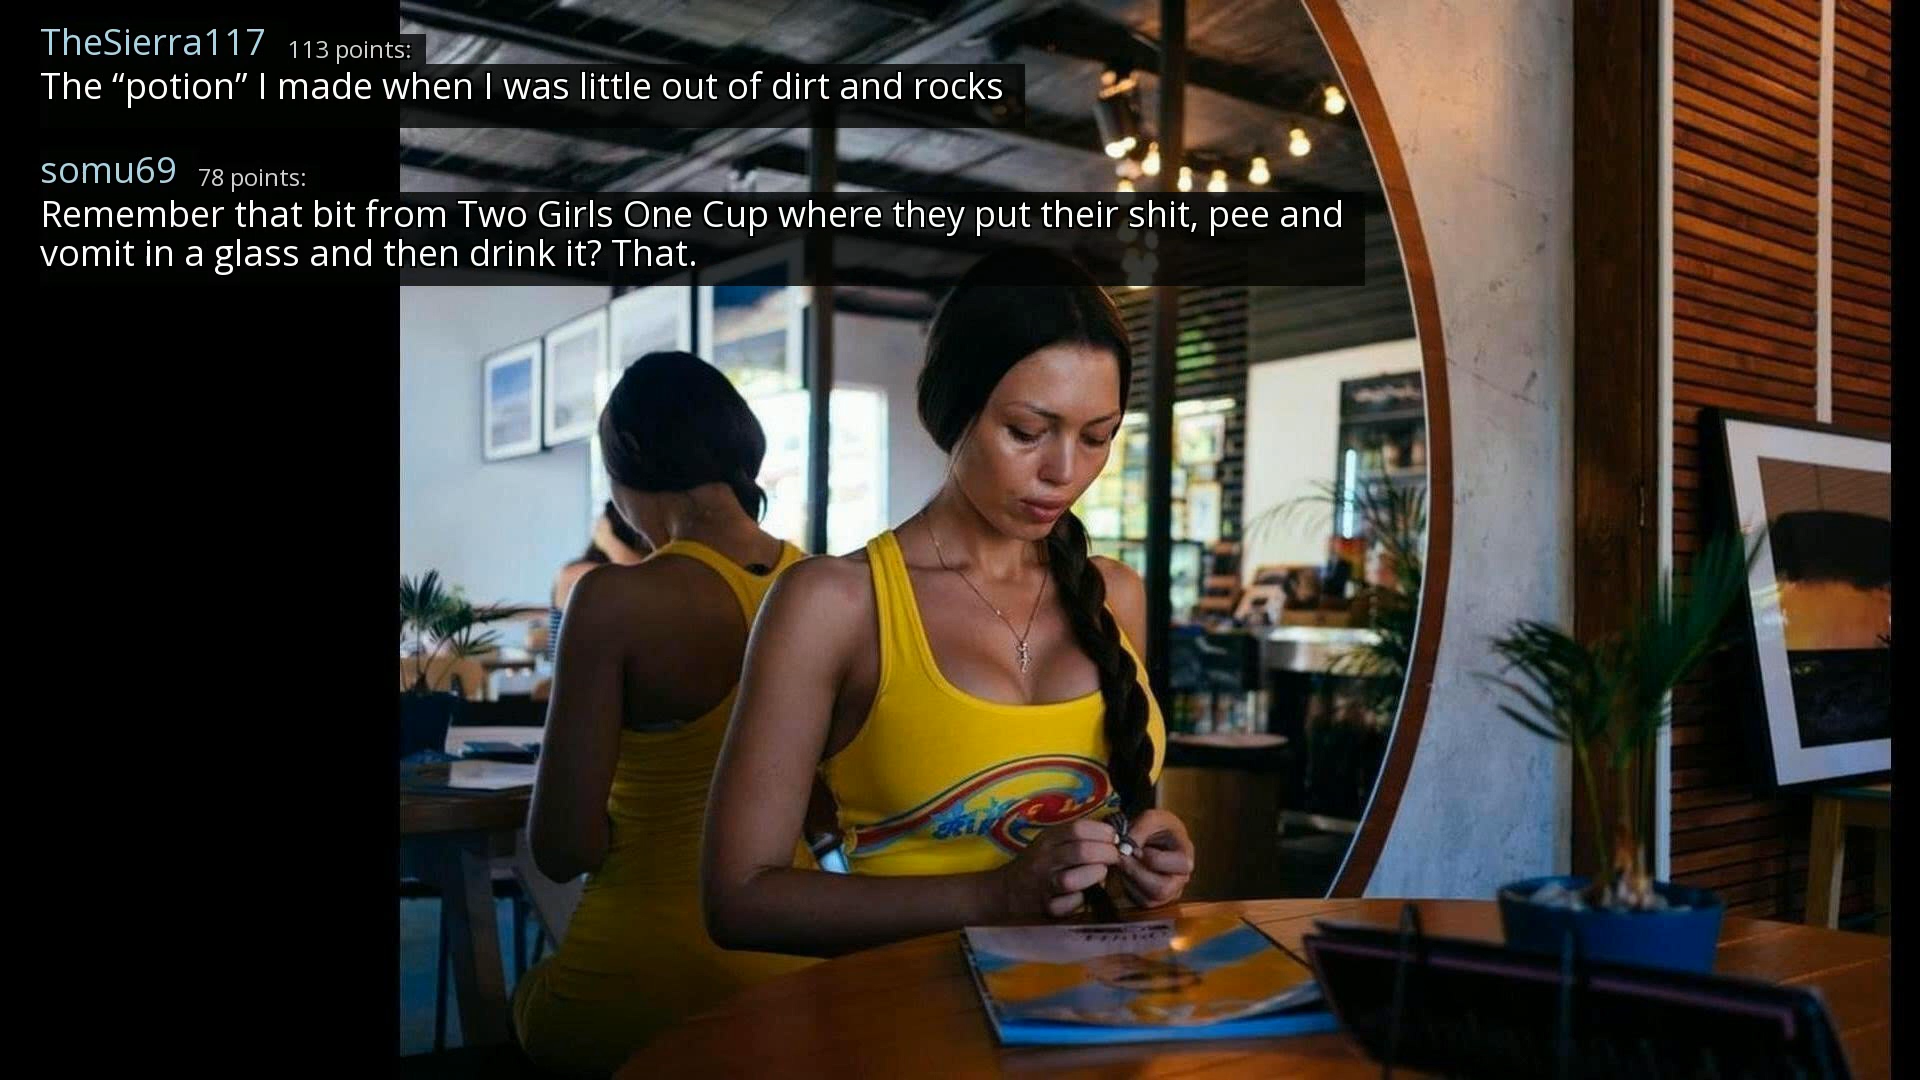 TheSierra117 113 points:
The “potion” I made when I was little out of dirt and rocks
somu69 78 points:
Remember that bit from Two Girls One Cup where they put their shit, pee and
vomit in a glass and then drink it? That.